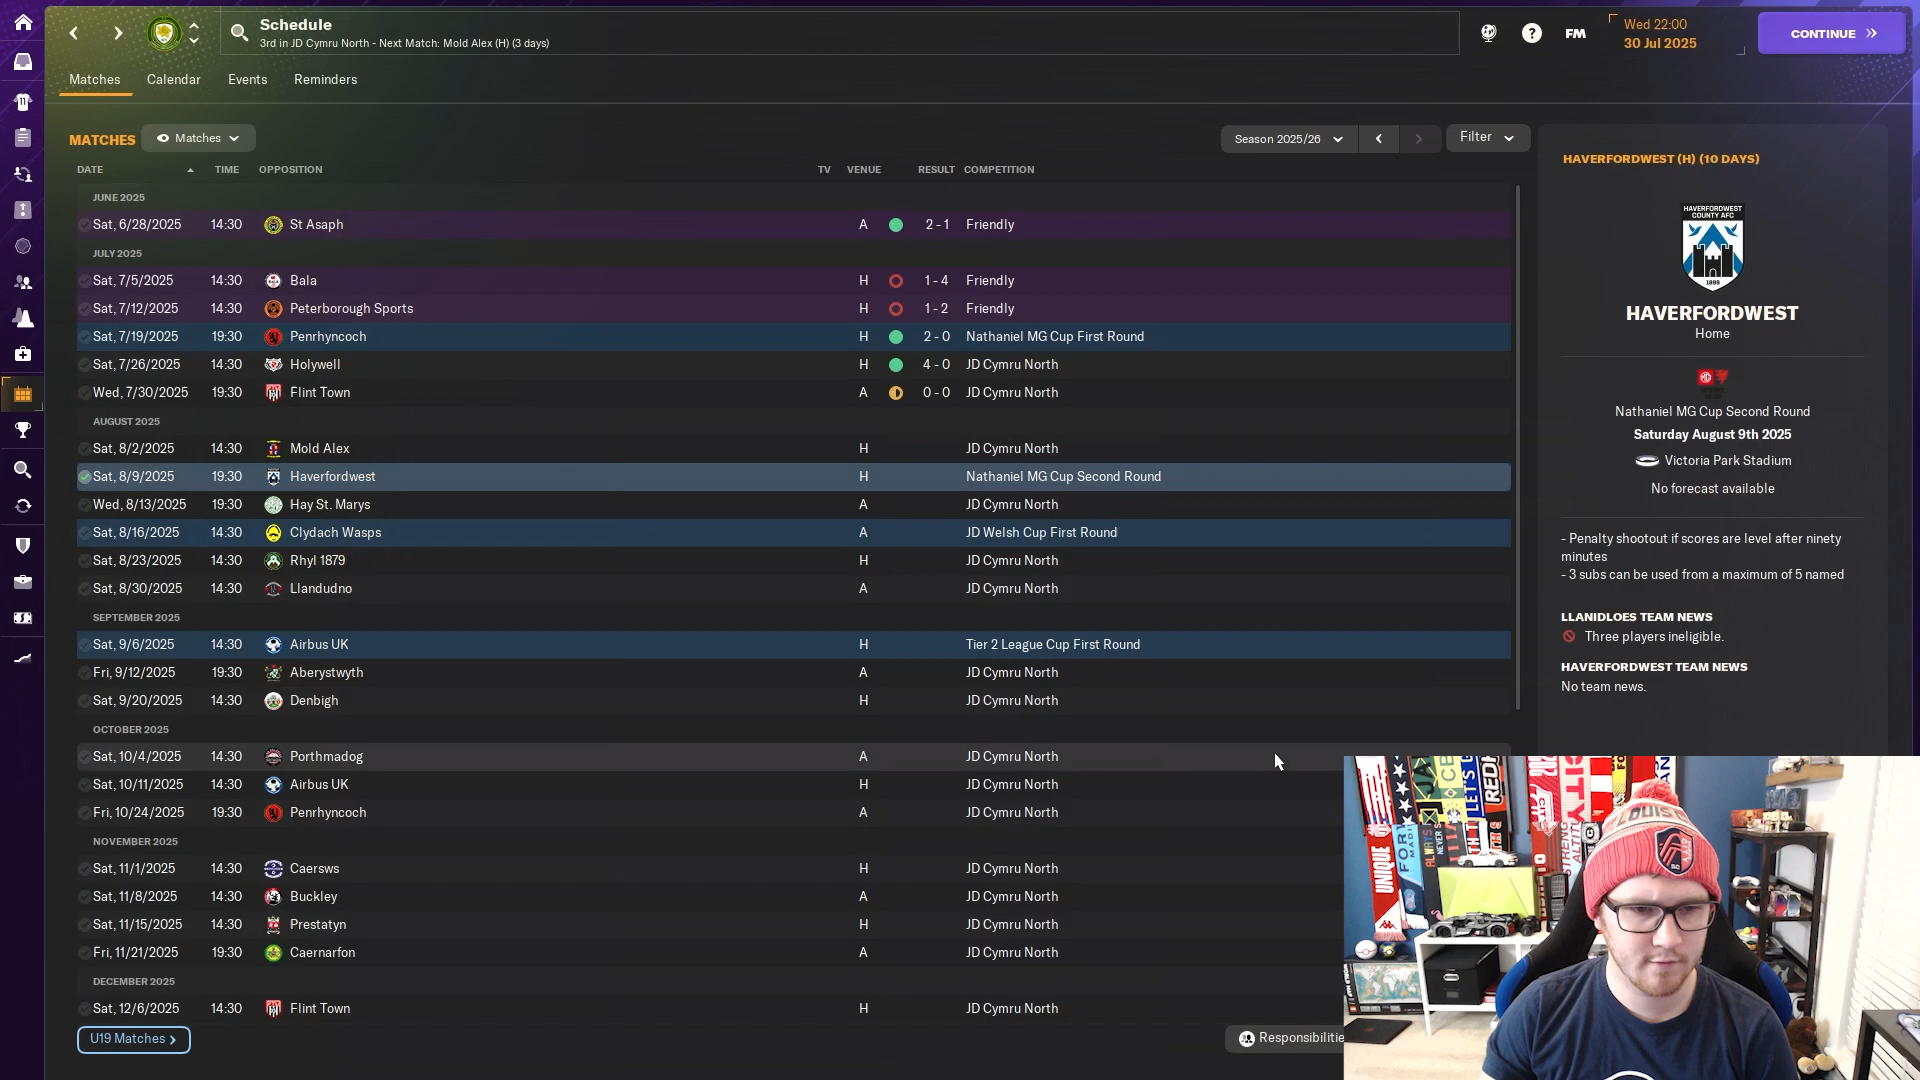 Schedule
3rd in JD Cymru North - Next Match: Mold Alex (H) (3 days)
FM
Wed 22:00
30 Jul 2025
CONTINUE
Matches Calendar Events Reminders
MATCHES Matches
Season 2025/26 Filter
DATE TIME OPPOSITION TV VENUE RESULT COMPETITION
JUNE 2025
Sat, 6/28/2025 14:30 St Asaph A 2 - 1 Friendly
JULY 2025
Sat, 7/5/2025 14:30 Bala H 1 - 4 Friendly
Sat, 7/12/2025 14:30 Peterborough Sports H 1 - 2 Friendly
Sat, 7/19/2025 19:30 Penrhyncoch H 2 - 0 Nathaniel MG Cup First Round
Sat, 7/26/2025 14:30 Holywell H 4 - 0 JD Cymru North
Wed, 7/30/2025 19:30 Flint Town A 0 - 0 JD Cymru North
AUGUST 2025
Sat, 8/2/2025 14:30 Mold Alex H JD Cymru North
Sat, 8/9/2025 19:30 Haverfordwest H Nathaniel MG Cup Second Round
Wed, 8/13/2025 19:30 Hay St. Marys A JD Cymru North
Sat, 8/16/2025 14:30 Clydach Wasps A JD Welsh Cup First Round
Sat, 8/23/2025 14:30 Rhyl 1879 H JD Cymru North
Sat, 8/30/2025 14:30 Llandudno A JD Cymru North
SEPTEMBER 2025
Sat, 9/6/2025 14:30 Airbus UK H Tier 2 League Cup First Round
Fri, 9/12/2025 19:30 Aberystwyth A JD Cymru North
Sat, 9/20/2025 14:30 Denbigh H JD Cymru North
OCTOBER 2025
Sat, 10/4/2025 14:30 Porthmadog A JD Cymru North
Sat, 10/11/2025 14:30 Airbus UK H JD Cymru North
Fri, 10/24/2025 19:30 Penrhyncoch A JD Cymru North
NOVEMBER 2025
Sat, 11/1/2025 14:30 Caersws H JD Cymru North
Sat, 11/8/2025 14:30 Buckley A JD Cymru North
Sat, 11/15/2025 14:30 Prestatyn H JD Cymru North
Fri, 11/21/2025 19:30 Caernarfon A JD Cymru North
DECEMBER 2025
Sat, 12/6/2025 14:30 Flint Town H JD Cymru North
U19 Matches
Responsibilitie
HAVERFORDWEST (H) (10 DAYS)
HAVERFORDWEST
COUNTY AFC
1899
HAVERFORDWEST
Home
Nathaniel MG Cup Second Round
Saturday August 9th 2025
Victoria Park Stadium
No forecast available
- Penalty shootout if scores are level after ninety
minutes
- 3 subs can be used from a maximum of 5 named
LLANIDLOES TEAM NEWS
Three players ineligible.
HAVERFORDWEST TEAM NEWS
No team news.
LET'S
CITY
UNIQUE
LOUIS